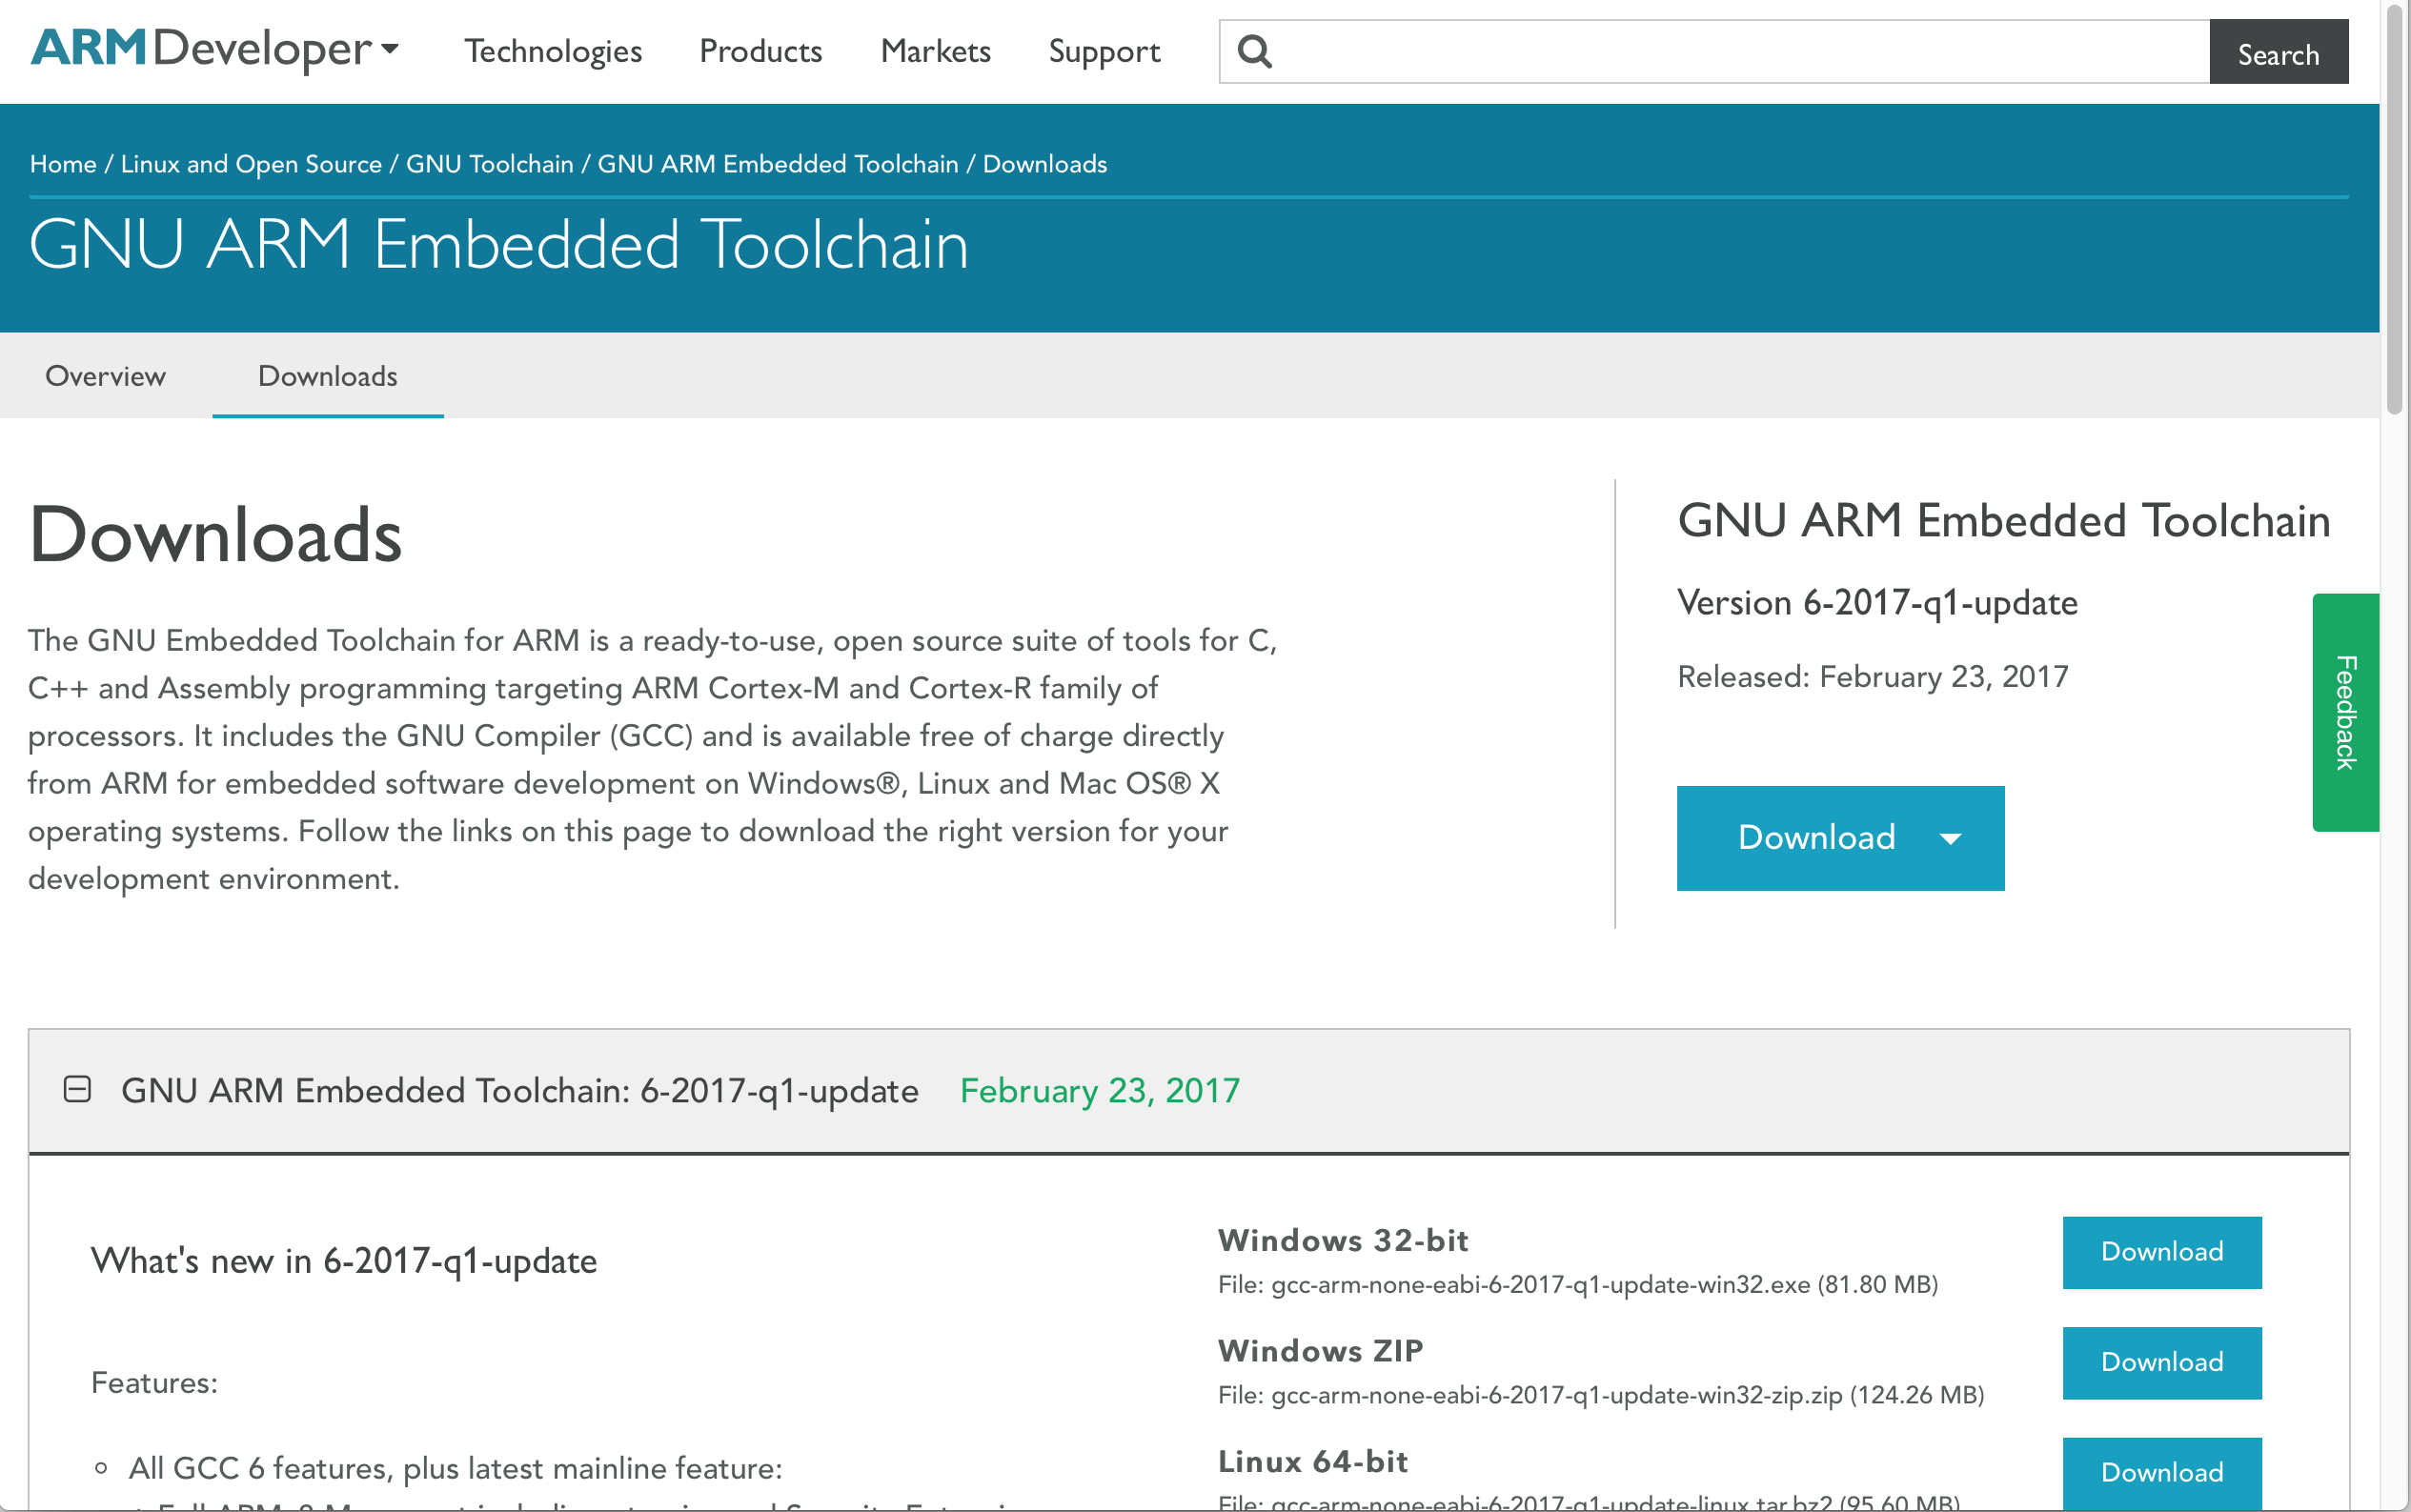 ARMDeveloper
Technologies
Products
Markets
Support
Search
Home / Linux and Open Source / GNU Toolchain / GNU ARM Embedded Toolchain / Downloads
GNU ARM Embedded Toolchain
Overview
Downloads
Downloads
The GNU Embedded Toolchain for ARM is a ready-to-use, open source suite of tools for C,
C++ and Assembly programming targeting ARM Cortex-M and Cortex-R family of
processors. It includes the GNU Compiler (GCC) and is available free of charge directly
from ARM for embedded software development on Windows®, Linux and Mac OS® X
operating systems. Follow the links on this page to download the right version for your
development environment.
GNU ARM Embedded Toolchain
Version 6-2017-q1-update
Released: February 23, 2017
Download
Feedback
GNU ARM Embedded Toolchain: 6-2017-q1-update February 23, 2017
What's new in 6-2017-q1-update
Features:
All GCC 6 features, plus latest mainline feature:
Windows 32-bit
File: gcc-arm-none-eabi-6-2017-q1-update-win32.exe (81.80 MB)
Download
Windows ZIP
File: gcc-arm-none-eabi-6-2017-q1-update-win32-zip.zip (124.26 MB)
Download
Linux 64-bit
File: gcc-arm-none-eabi-6-2017-q1-update-linux.tar.bz2 (95.60 MB)
Download